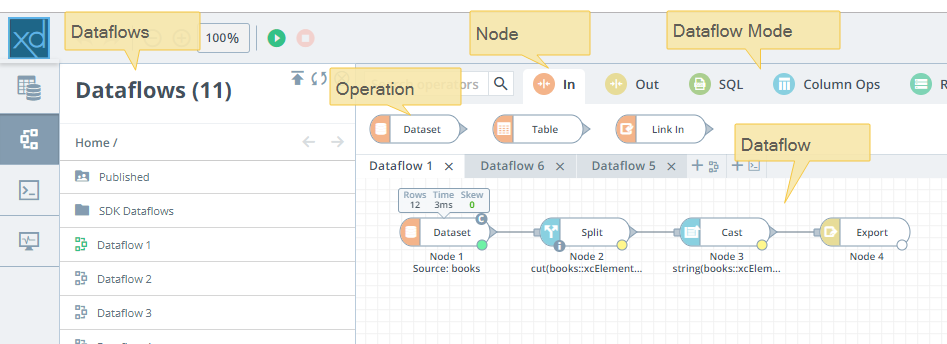 Dataflows
Node
Dataflow Mode
xd
100%
Dataflows (11)
Operation
operators
In
Out
SQL
Column Ops
R
Dataset
Table
Link In
Home /
Dataflow
Dataflow 1
Dataflow 6
Dataflow 5
Published
SDK Dataflows
Dataflow 1
Dataflow 2
Dataflow 3
Rows Time Skew
12 3ms 0
C
Dataset
Split
Cast
Export
i
Node 1
Node 2
Node 3
Node 4
Source: books
cut(books::xcElement...
string(books::xcElem...